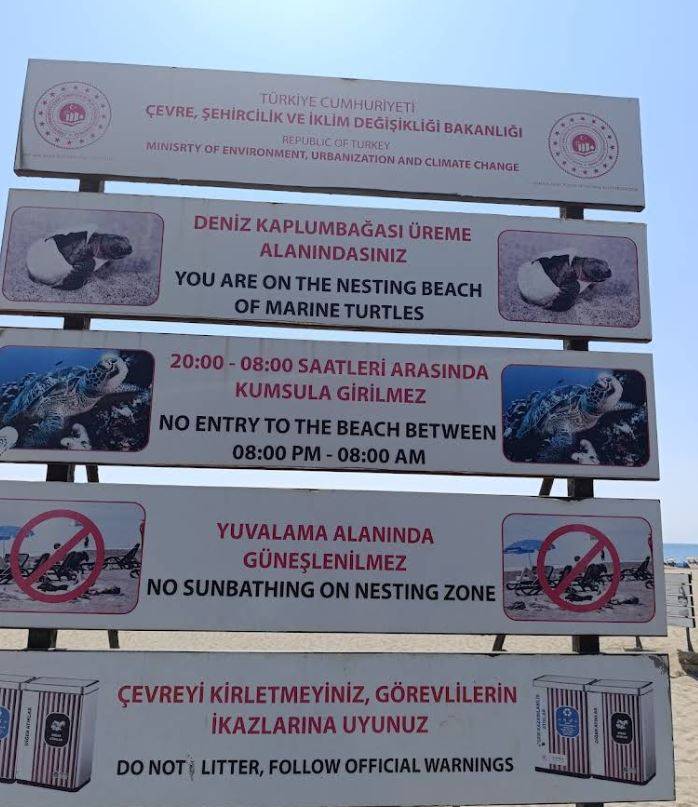 TÜRKİYE CUMHURİYETİ
ÇEVRE, ŞEHİRCİLİK VE İKLİM DEĞİŞİKLİĞİ BAKANLIĞI
REPUBLIC OF TURKEY
MINISRTY OF ENVIRONMENT, URBANIZATION AND CLIMATE CHANGE
DENİZ KAPLUMBAĞASI ÜREME
ALANINDASINIZ
YOU ARE ON THE NESTING BEACH
OF MARINE TURTLES
20:00 - 08:00 SAATLERİ ARASINDA
KUMSULA GİRİLMEZ
NO ENTRY TO THE BEACH BETWEEN
08:00 PM - 08:00 AM
YUVALAMA ALANINDA
GÜNEŞLENİLMEZ
NO SUNBATHING ON NESTING ZONE
ÇEVREYİ KİRLETMEYİNİZ, GÖREVLİLERİN
İKAZLARINA UYUNUZ
DO NOT LITTER, FOLLOW OFFICIAL WARNINGS